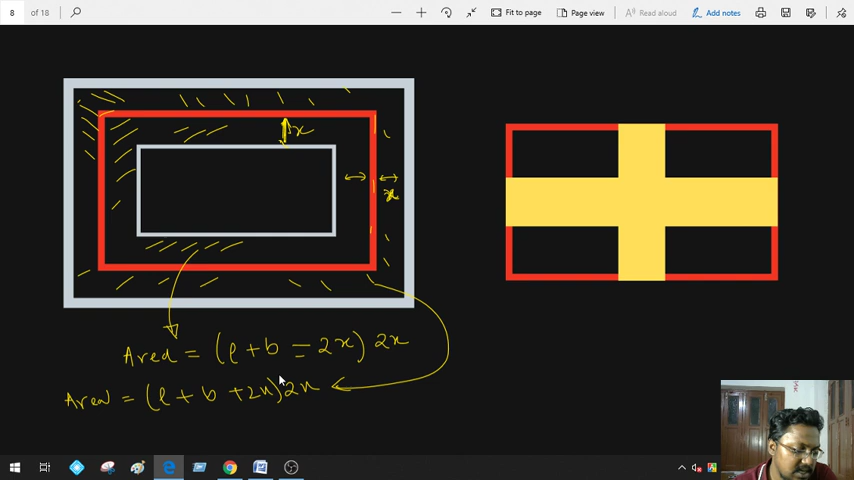 8 of 18 Fit to page Page view Read aloud Add notes
x
x
Area = (l + b = 2x) 2x
Area = (l + b + 2x) 2x